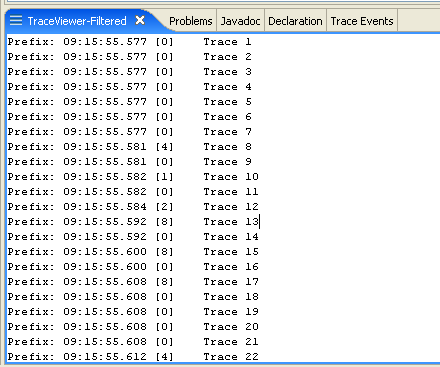 TraceViewer-Filtered Problems Javadoc Declaration Trace Events
Prefix: 09:15:55.577 [0] Trace 1
Prefix: 09:15:55.577 [0] Trace 2
Prefix: 09:15:55.577 [0] Trace 3
Prefix: 09:15:55.577 [0] Trace 4
Prefix: 09:15:55.577 [0] Trace 5
Prefix: 09:15:55.577 [0] Trace 6
Prefix: 09:15:55.577 [0] Trace 7
Prefix: 09:15:55.581 [4] Trace 8
Prefix: 09:15:55.581 [0] Trace 9
Prefix: 09:15:55.582 [1] Trace 10
Prefix: 09:15:55.582 [0] Trace 11
Prefix: 09:15:55.584 [2] Trace 12
Prefix: 09:15:55.592 [8] Trace 13
Prefix: 09:15:55.592 [0] Trace 14
Prefix: 09:15:55.600 [8] Trace 15
Prefix: 09:15:55.600 [0] Trace 16
Prefix: 09:15:55.608 [8] Trace 17
Prefix: 09:15:55.608 [0] Trace 18
Prefix: 09:15:55.608 [0] Trace 19
Prefix: 09:15:55.608 [0] Trace 20
Prefix: 09:15:55.608 [0] Trace 21
Prefix: 09:15:55.612 [4] Trace 22